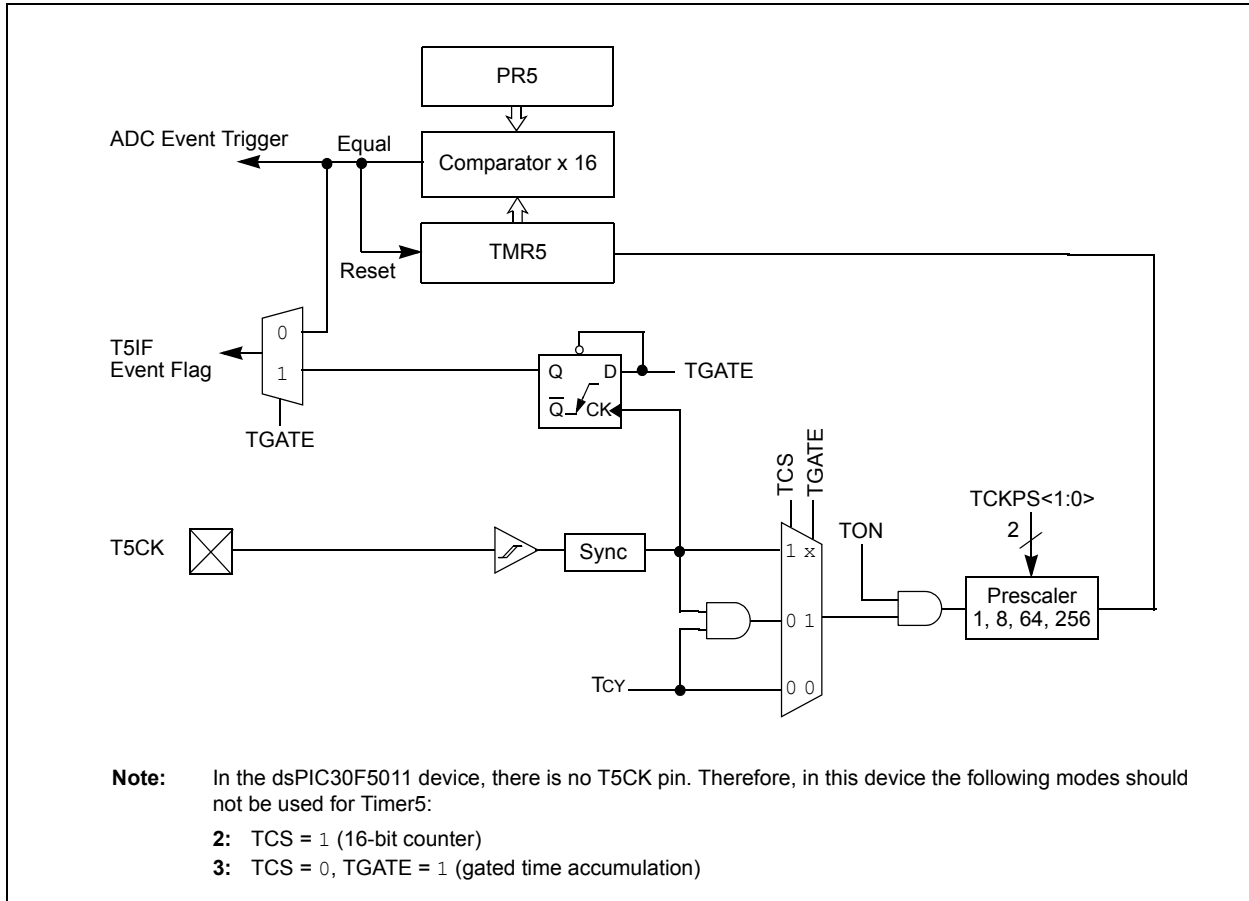 PR5
ADC Event Trigger
Equal
Comparator x 16
TMR5
Reset
0
T5IF
Event Flag
1
TGATE
Q D
Q CK
TGATE
TCS
TGATE
TCKPS<1:0>
2
TON
T5CK
Sync
1 x
Prescaler
1, 8, 64, 256
0 1
TCY
0 0
Note: In the dsPIC30F5011 device, there is no T5CK pin. Therefore, in this device the following modes should
not be used for Timer5:
2: TCS = 1 (16-bit counter)
3: TCS = 0, TGATE = 1 (gated time accumulation)